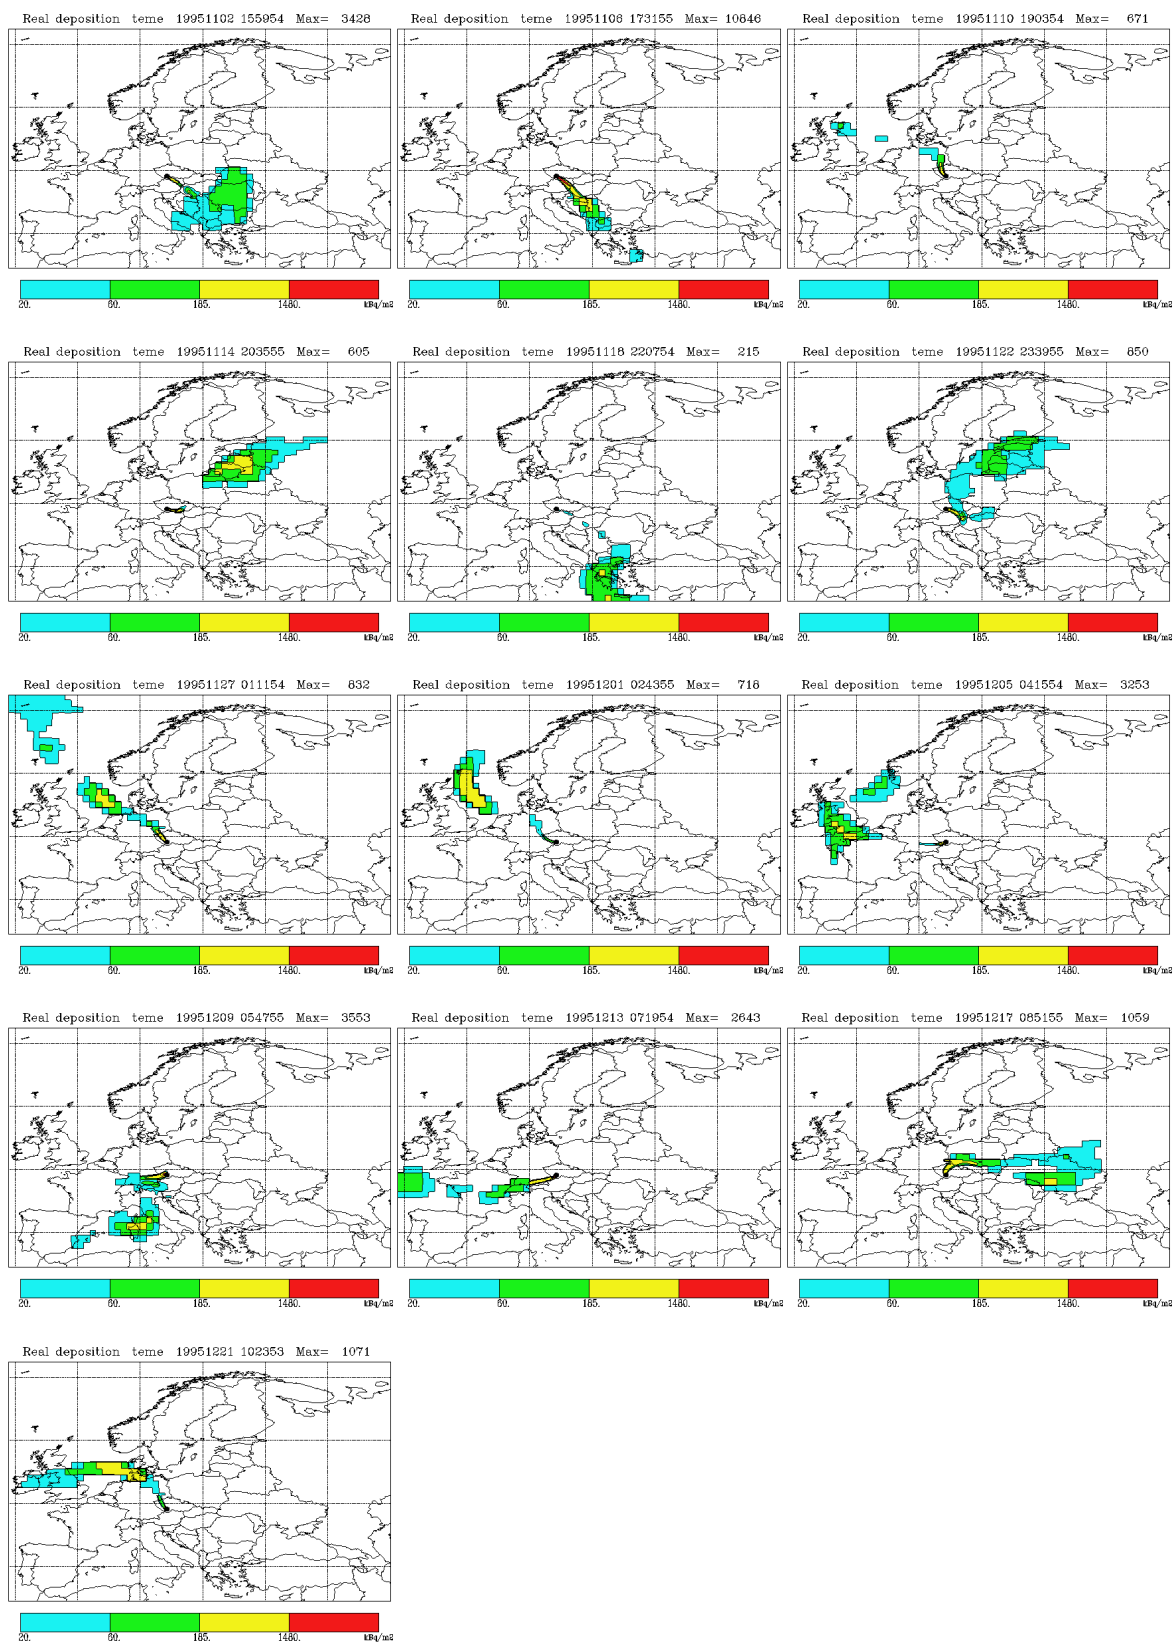 Real deposition teme 19951102 155954 Max= 3428
20. 60. 185. 1480. kBq/m2
Real deposition teme 19951106 173155 Max= 10846
20. 60. 185. 1480. kBq/m2
Real deposition teme 19951110 190354 Max= 671
20. 60. 185. 1480. kBq/m2
Real deposition teme 19951114 203555 Max= 605
20. 60. 185. 1480. kBq/m2
Real deposition teme 19951118 220754 Max= 215
20. 60. 185. 1480. kBq/m2
Real deposition teme 19951122 233955 Max= 850
20. 60. 185. 1480. kBq/m2
Real deposition teme 19951127 011154 Max= 832
20. 60. 185. 1480. kBq/m2
Real deposition teme 19951201 024355 Max= 718
20. 60. 185. 1480. kBq/m2
Real deposition teme 19951205 041554 Max= 3253
20. 60. 185. 1480. kBq/m2
Real deposition teme 19951209 054755 Max= 3553
20. 60. 185. 1480. kBq/m2
Real deposition teme 19951213 071954 Max= 2643
20. 60. 185. 1480. kBq/m2
Real deposition teme 19951217 085155 Max= 1059
20. 60. 185. 1480. kBq/m2
Real deposition teme 19951221 102353 Max= 1071
20. 60. 185. 1480. kBq/m2